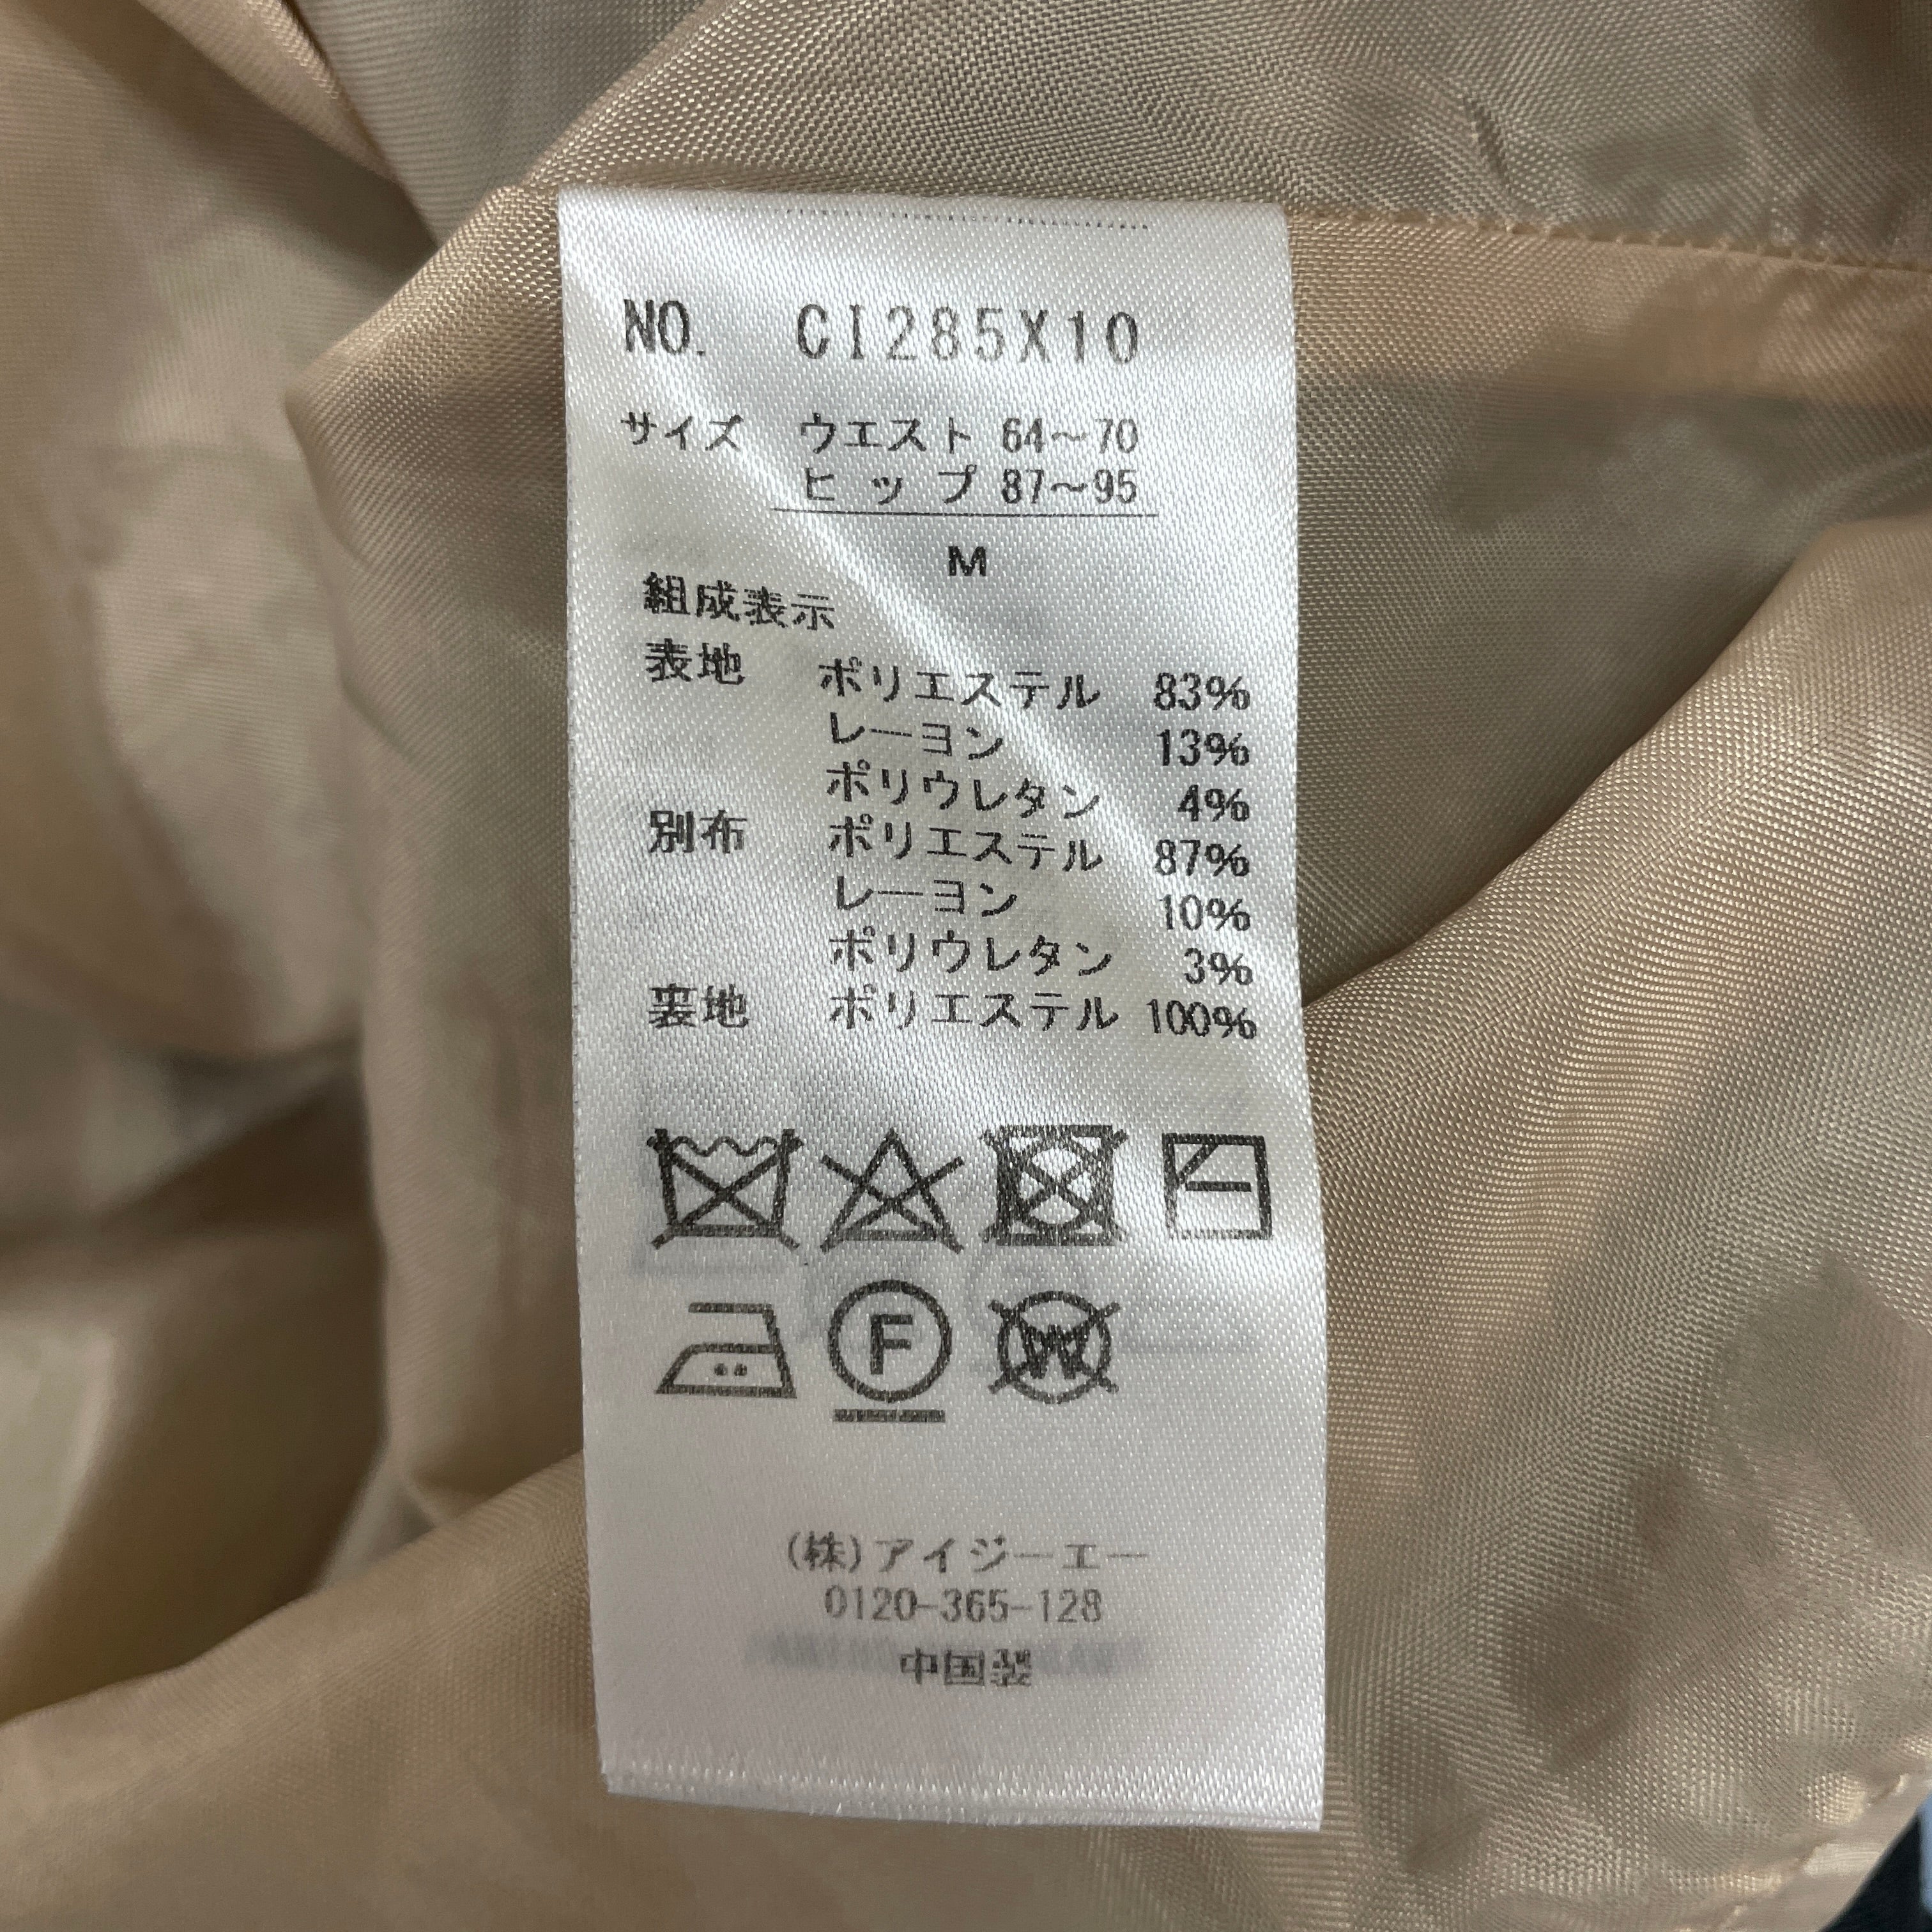 NO. CI285X10
サイズ ウエスト 64～70
ヒップ 87～95
M
組成表示
表地 ポリエステル 83%
レーヨン 13%
ポリウレタン 4%
別布 ポリエステル 87%
レーヨン 10%
ポリウレタン 3%
裏地 ポリエステル 100%
F W
(株)アイジーエー
0120-365-128
中国製